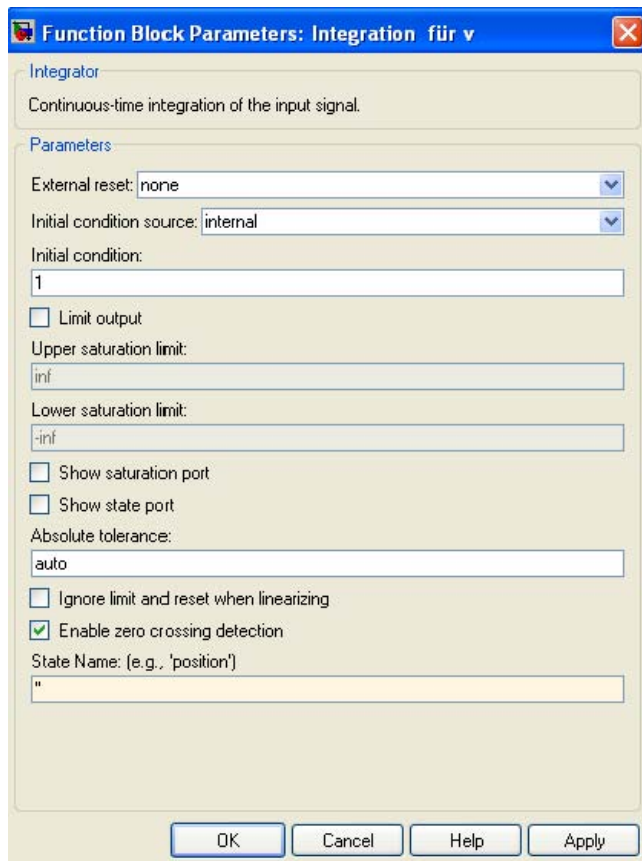 Function Block Parameters: Integration für v
Integrator
Continuous-time integration of the input signal.
Parameters
External reset: none
Initial condition source: internal
Initial condition:
1
Limit output
Upper saturation limit:
inf
Lower saturation limit:
-inf
Show saturation port
Show state port
Absolute tolerance:
auto
Ignore limit and reset when linearizing
Enable zero crossing detection
State Name: (e.g., 'position')
''
OK Cancel Help Apply